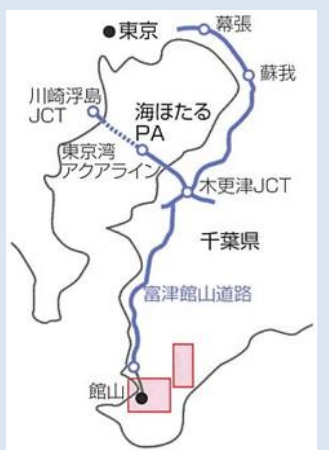 東京
幕張
蘇我
川崎浮島
JCT
海ほたる
PA
東京湾
アクアライン
木更津JCT
千葉県
富津館山道路
館山